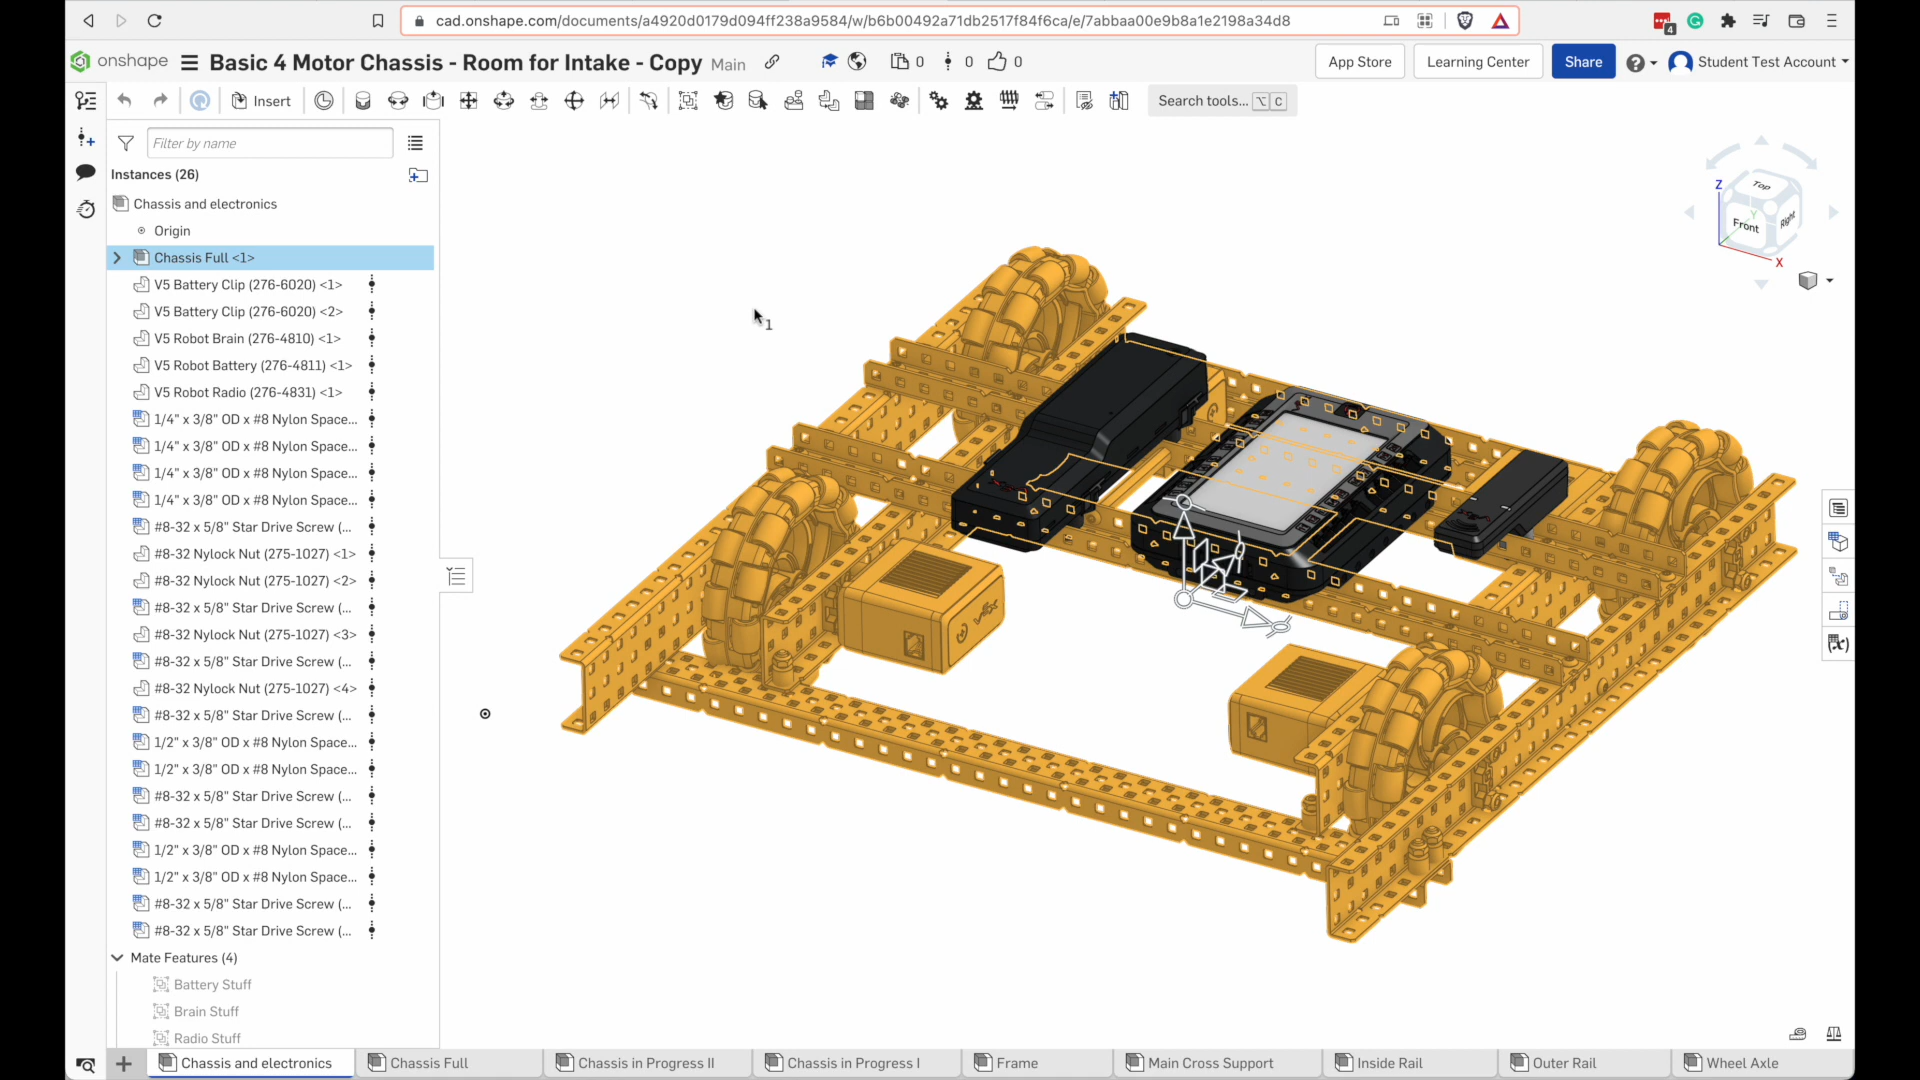 cad.onshape.com/documents/a4920d0179d094ff238a9584/w/b6b00492a71db2517f84f6ca/e/7abbaa00e9b8a1e2198a34d8
4
onshape
Basic 4 Motor Chassis - Room for Intake - Copy Main
0 0 0
App Store
Learning Center
Share
Student Test Account
Insert
Search tools... ⌥ C
Filter by name
Instances (26)
Chassis and electronics
Origin
Chassis Full <1>
V5 Battery Clip (276-6020) <1>
V5 Battery Clip (276-6020) <2>
V5 Robot Brain (276-4810) <1>
V5 Robot Battery (276-4811) <1>
V5 Robot Radio (276-4831) <1>
1/4" x 3/8" OD x #8 Nylon Space...
1/4" x 3/8" OD x #8 Nylon Space...
1/4" x 3/8" OD x #8 Nylon Space...
1/4" x 3/8" OD x #8 Nylon Space...
#8-32 x 5/8" Star Drive Screw (...
#8-32 Nylock Nut (275-1027) <1>
#8-32 Nylock Nut (275-1027) <2>
#8-32 x 5/8" Star Drive Screw (...
#8-32 Nylock Nut (275-1027) <3>
#8-32 x 5/8" Star Drive Screw (...
#8-32 Nylock Nut (275-1027) <4>
#8-32 x 5/8" Star Drive Screw (...
1/2" x 3/8" OD x #8 Nylon Space...
1/2" x 3/8" OD x #8 Nylon Space...
#8-32 x 5/8" Star Drive Screw (...
#8-32 x 5/8" Star Drive Screw (...
1/2" x 3/8" OD x #8 Nylon Space...
1/2" x 3/8" OD x #8 Nylon Space...
#8-32 x 5/8" Star Drive Screw (...
#8-32 x 5/8" Star Drive Screw (...
Mate Features (4)
Battery Stuff
Brain Stuff
Radio Stuff
1
Z
Top
Y
Front
Right
X
vex
Chassis and electronics
Chassis Full
Chassis in Progress II
Chassis in Progress I
Frame
Main Cross Support
Inside Rail
Outer Rail
Wheel Axle